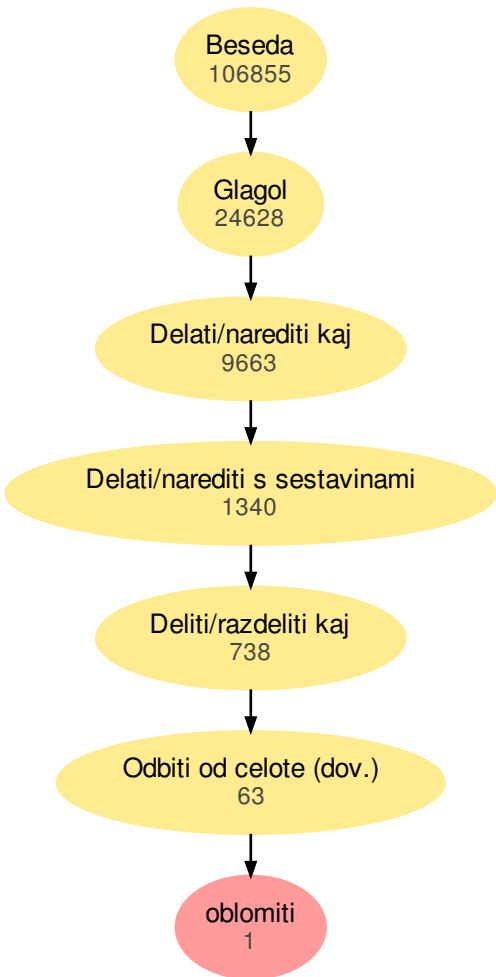 Beseda
106855
Glagol
24628
Delati/narediti kaj
9663
Delati/narediti s sestavinami
1340
Deliti/razdeliti kaj
738
Odbiti od celote (dov.)
63
oblomiti
1